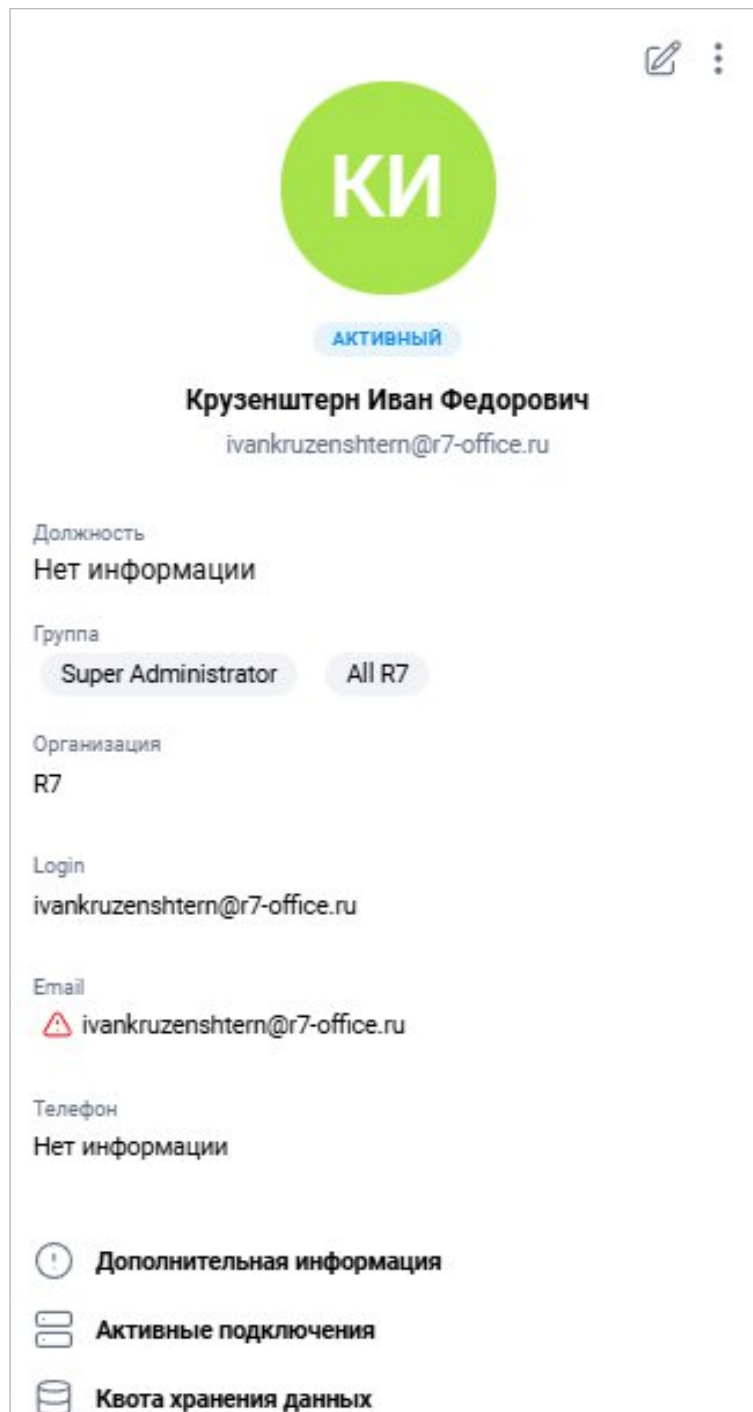 КИ
АКТИВНЫЙ
Крузенштерн Иван Федорович
ivankruzenshtern@r7-office.ru
Должность
Нет информации
Группа
Super Administrator All R7
Организация
R7
Login
ivankruzenshtern@r7-office.ru
Email
ivankruzenshtern@r7-office.ru
Телефон
Нет информации
Дополнительная информация
Активные подключения
Квота хранения данных